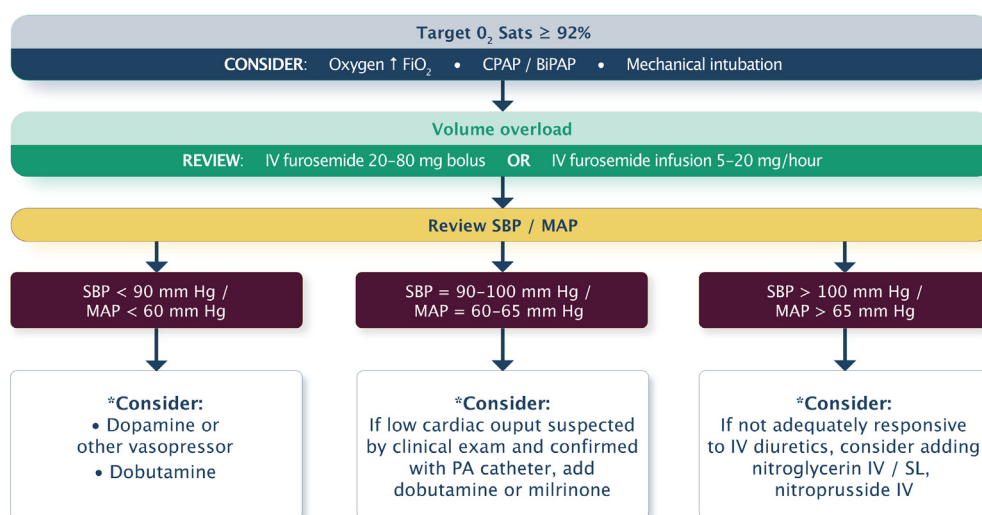 Target 0₂ Sats ≥ 92%
CONSIDER: Oxygen ↑ FiO₂ • CPAP / BiPAP • Mechanical intubation
Volume overload
REVIEW: IV furosemide 20–80 mg bolus OR IV furosemide infusion 5–20 mg/hour
Review SBP / MAP
SBP < 90 mm Hg /
MAP < 60 mm Hg
SBP = 90–100 mm Hg /
MAP = 60–65 mm Hg
SBP > 100 mm Hg /
MAP > 65 mm Hg
*Consider:
• Dopamine or
other vasopressor
• Dobutamine
*Consider:
If low cardiac ouput suspected
by clinical exam and confirmed
with PA catheter, add
dobutamine or milrinone
*Consider:
If not adequately responsive
to IV diuretics, consider adding
nitroglycerin IV / SL,
nitroprusside IV